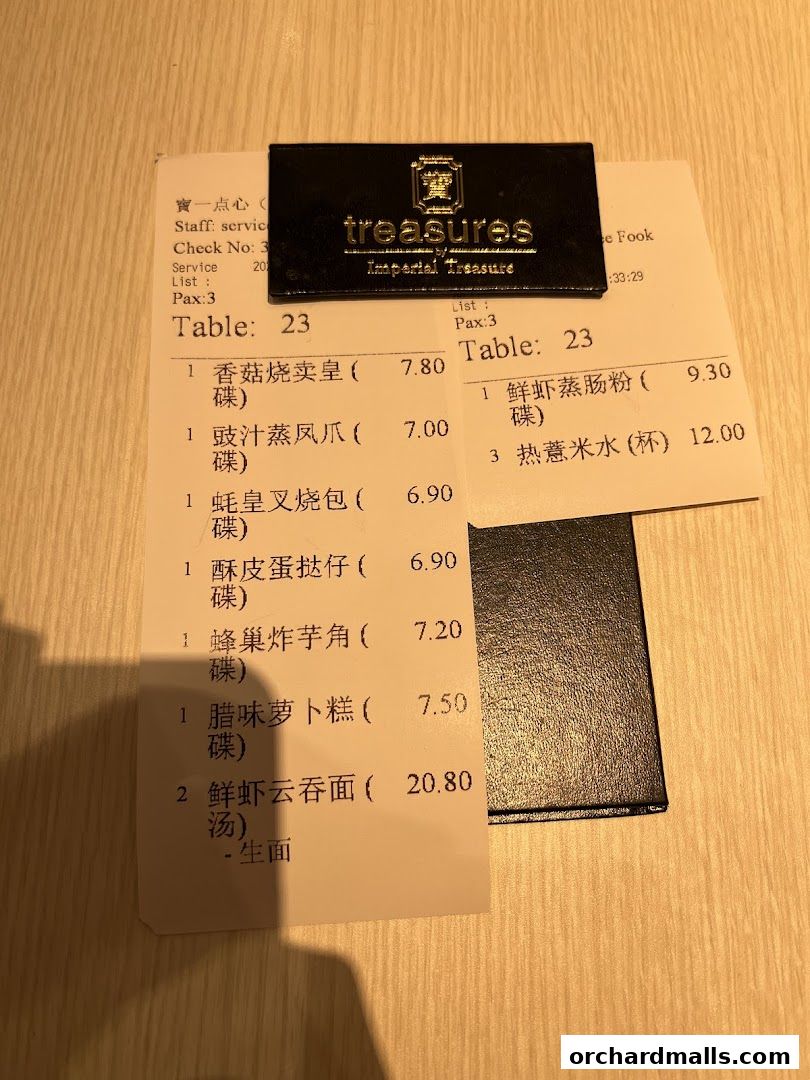 寶
treasures
by
Imperial Treasure
寶一点心（
Staff: service
Check No: 3
Service 202
List :
Pax:3
Table: 23
1 香菇烧卖皇 ( 7.80
碟)
1 豉汁蒸凤爪 ( 7.00
碟)
1 蚝皇叉烧包 ( 6.90
碟)
1 酥皮蛋挞仔 ( 6.90
碟)
1 蜂巢炸芋角 ( 7.20
碟)
1 腊味萝卜糕 ( 7.50
碟)
2 鲜虾云吞面 ( 20.80
汤)
- 生面
Fook
:33:29
List :
Pax:3
Table: 23
1 鲜虾蒸肠粉 ( 9.30
碟)
3 热薏米水 (杯) 12.00
orchardmalls.com